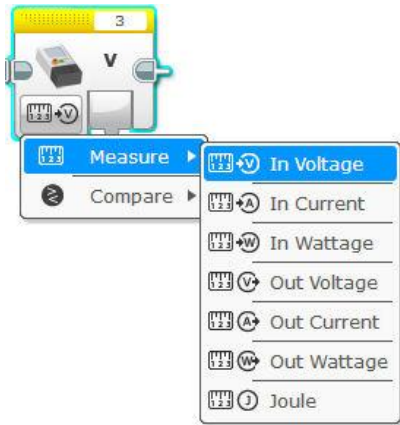 3
V
V
Measure
Compare
V In Voltage
A In Current
W In Wattage
V Out Voltage
A Out Current
W Out Wattage
J Joule